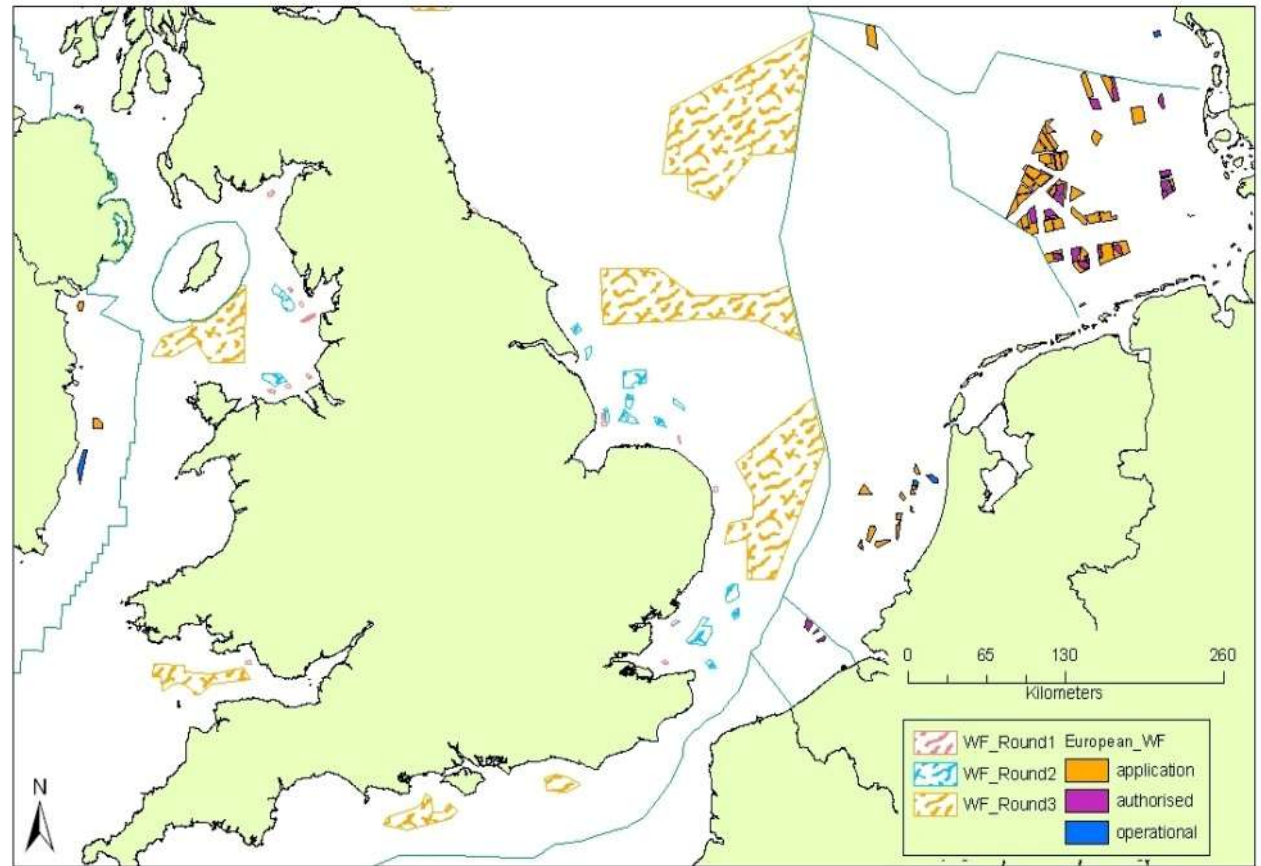 0 65 130 260
Kilometers
N
WF_Round1 European_WF
application
WF_Round2
authorised
WF_Round3
operational